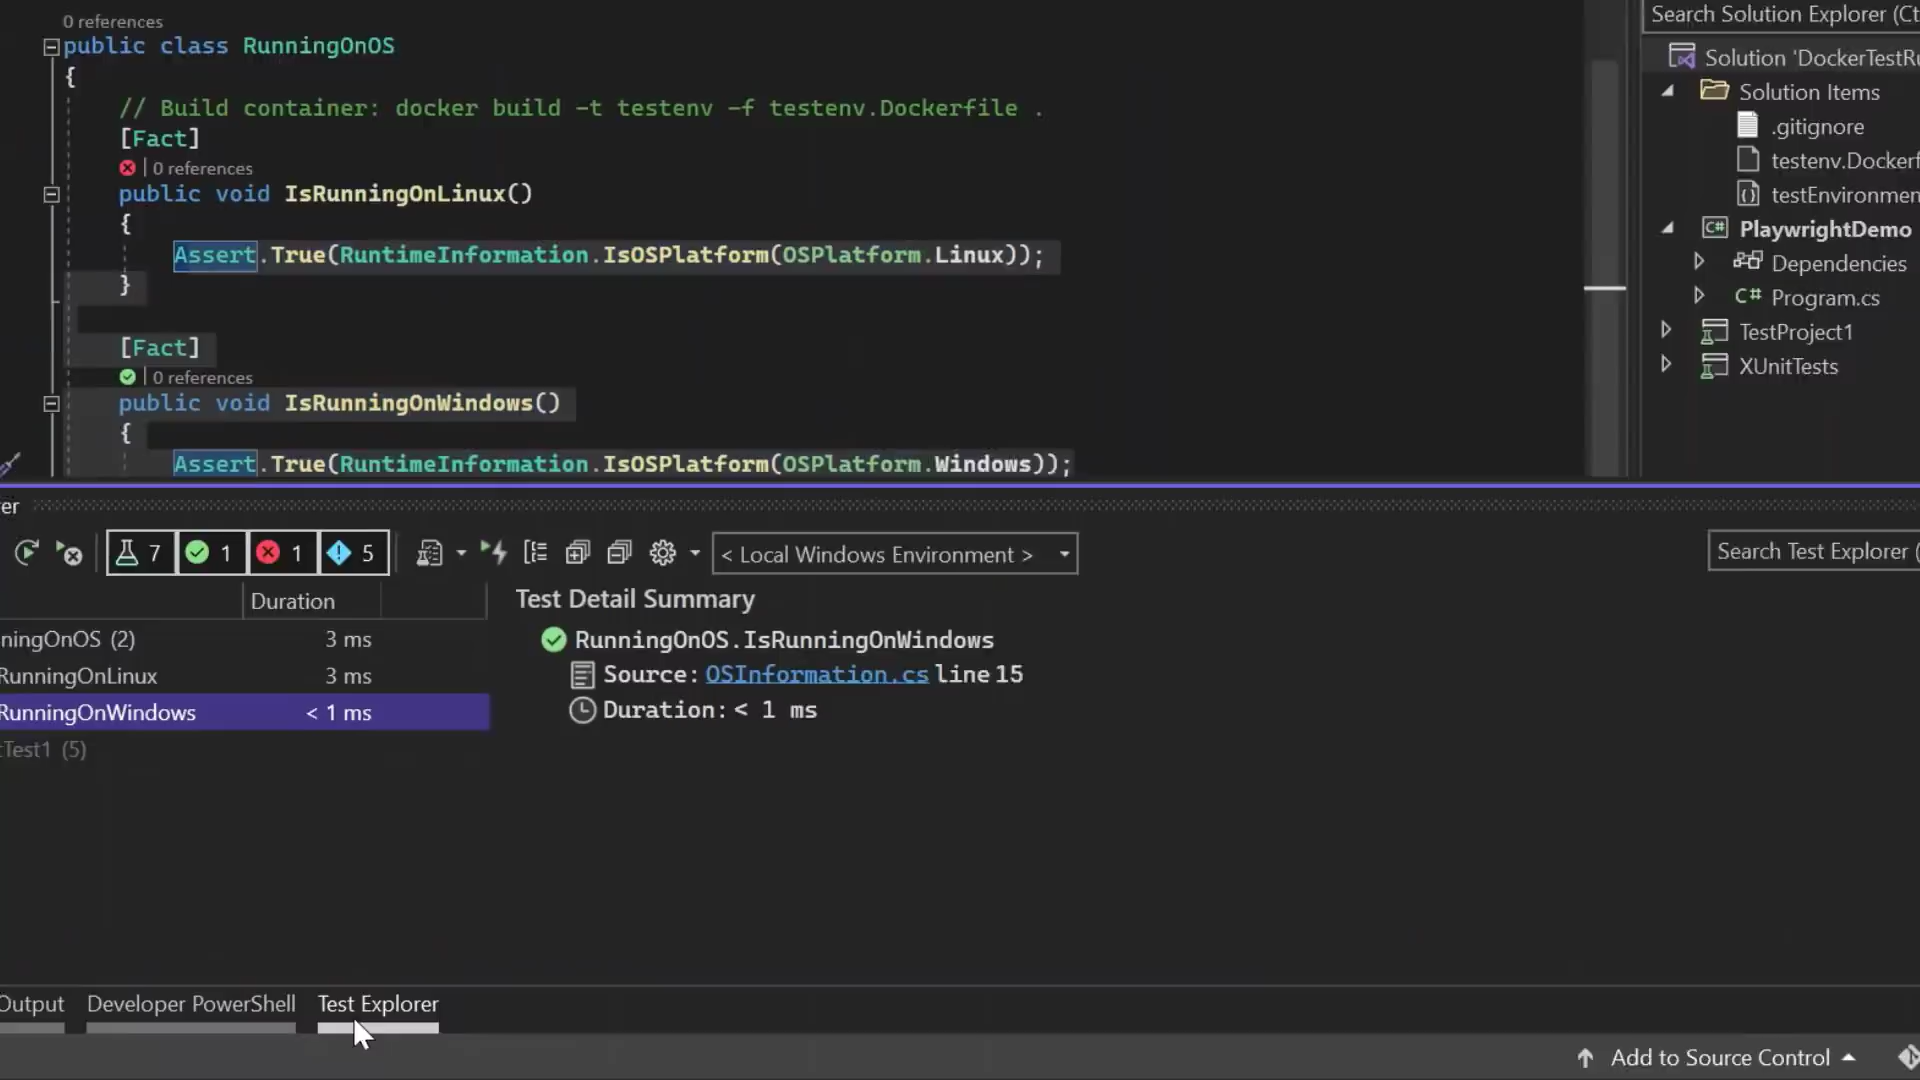 0 references
public class RunningOnOS
{
// Build container: docker build -t testenv -f testenv.Dockerfile .
[Fact]
0 references
public void IsRunningOnLinux()
{
Assert.True(RuntimeInformation.IsOSPlatform(OSPlatform.Linux));
}
[Fact]
0 references
public void IsRunningOnWindows()
{
Assert.True(RuntimeInformation.IsOSPlatform(OSPlatform.Windows));
Search Solution Explorer (Ct
Solution 'DockerTestRu
Solution Items
.gitignore
testenv.Dockerf
testEnvironmen
C# PlaywrightDemo
Dependencies
C# Program.cs
TestProject1
XUnitTests
er
7 1 1 5
< Local Windows Environment >
Search Test Explorer (
Duration
ningOnOS (2) 3 ms
RunningOnLinux 3 ms
RunningOnWindows < 1 ms
tTest1 (5)
Test Detail Summary
RunningOnOS.IsRunningOnWindows
Source: OSInformation.cs line 15
Duration: < 1 ms
Output Developer PowerShell Test Explorer
Add to Source Control